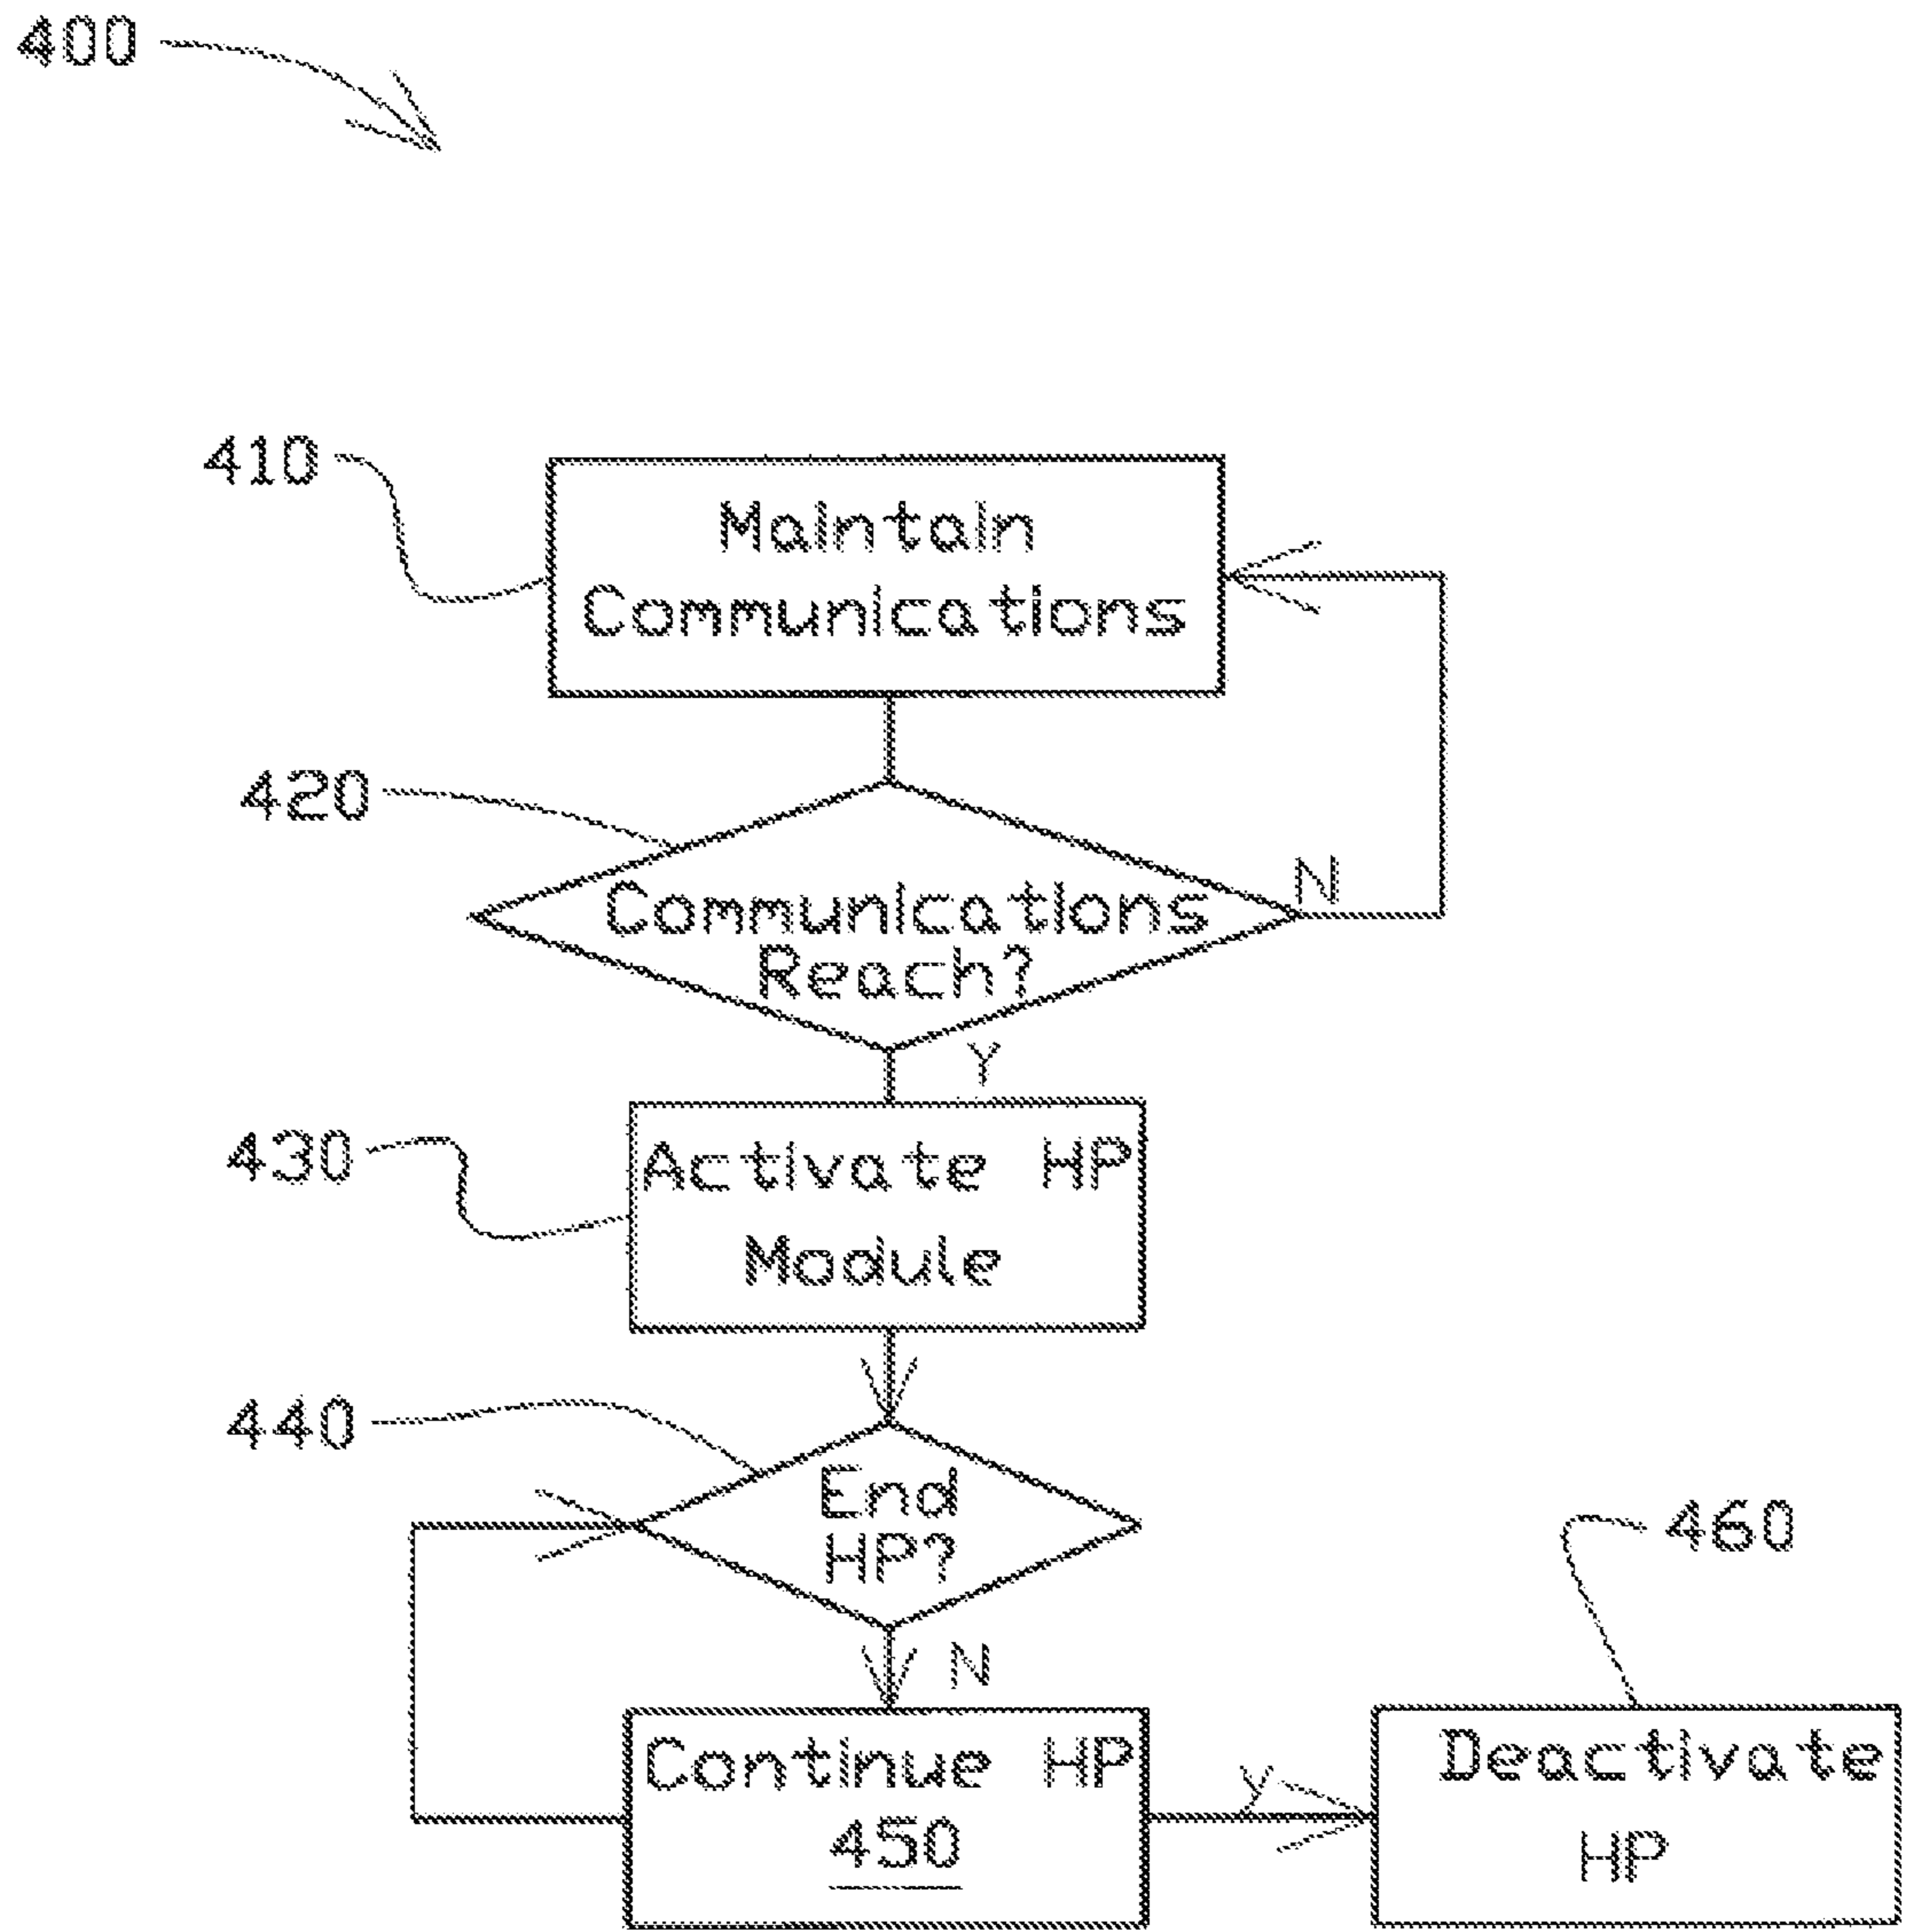 400
410
Maintain
Communications
420
Communications
Reach?
N
Y
430
Activate HP
Module
440
End
HP?
N
460
Continue HP
450
Y
Deactivate
HP